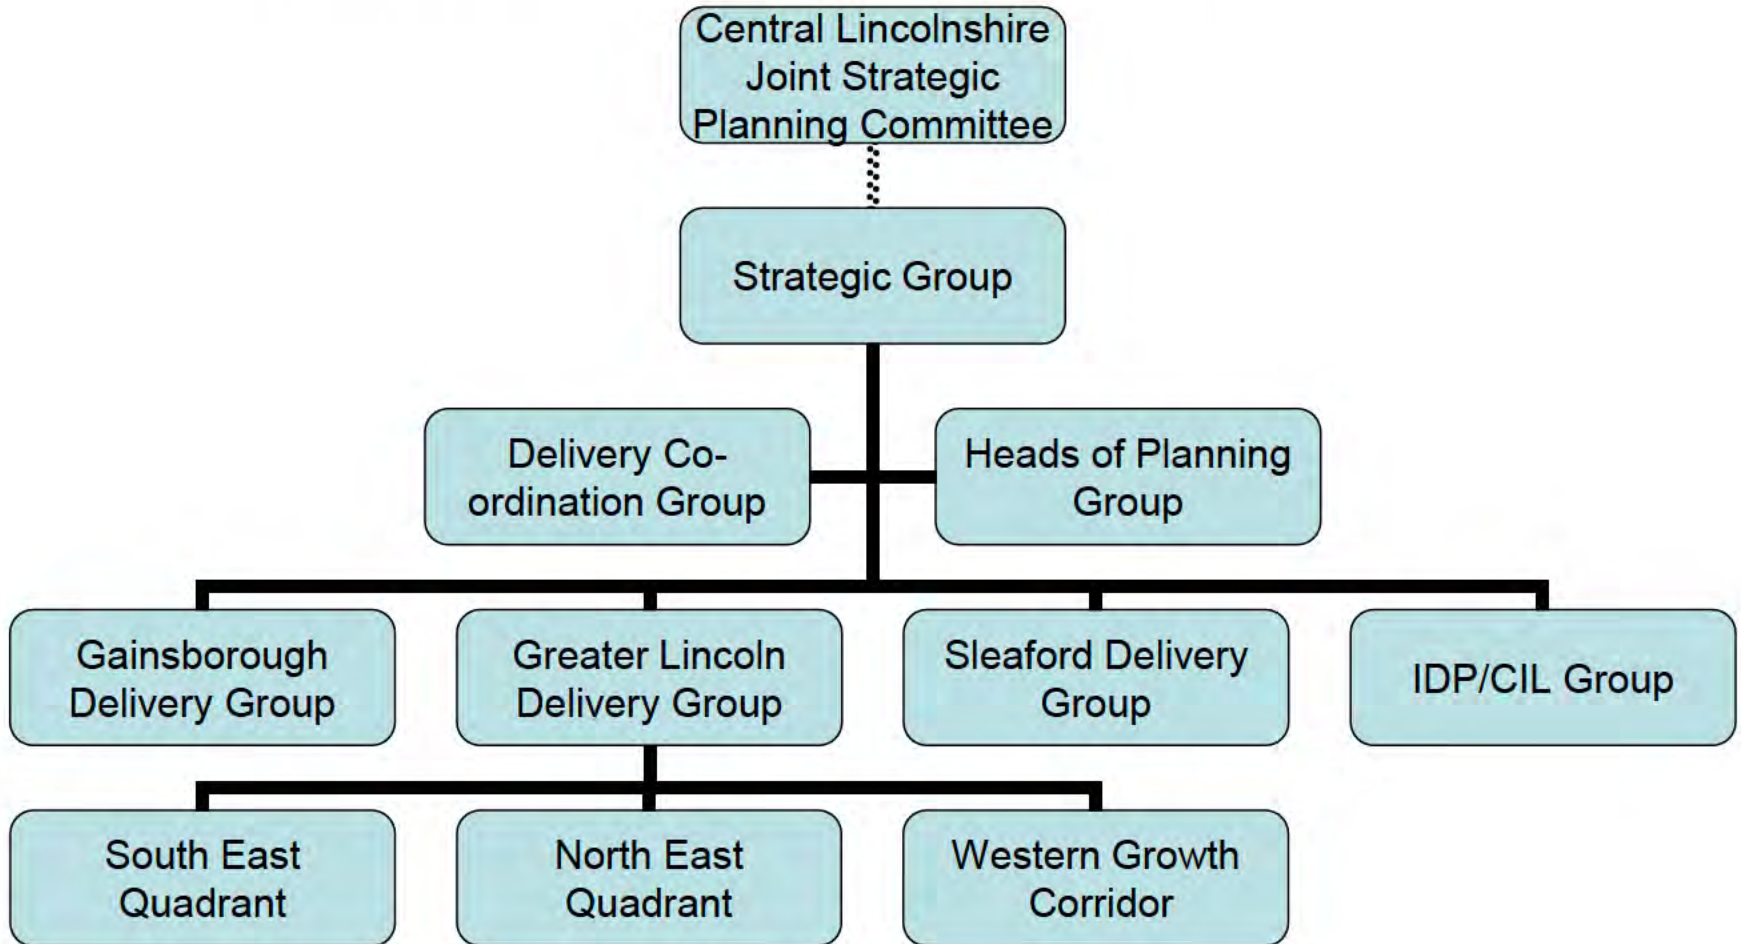 Central Lincolnshire
Joint Strategic
Planning Committee
Strategic Group
Delivery Co-
ordination Group
Heads of Planning
Group
Gainsborough
Delivery Group
Greater Lincoln
Delivery Group
Sleaford Delivery
Group
IDP/CIL Group
South East
Quadrant
North East
Quadrant
Western Growth
Corridor